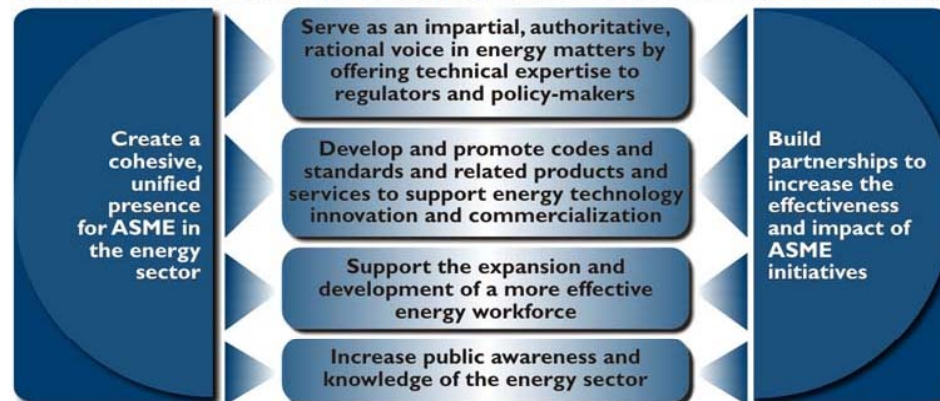 Create a
cohesive,
unified
presence
for ASME in
the energy
sector
Serve as an impartial, authoritative,
rational voice in energy matters by
offering technical expertise to
regulators and policy-makers
Develop and promote codes and
standards and related products and
services to support energy technology
innovation and commercialization
Support the expansion and
development of a more effective
energy workforce
Increase public awareness and
knowledge of the energy sector
Build
partnerships to
increase the
effectiveness
and impact of
ASME
initiatives